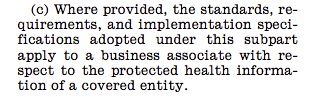 (c) Where provided, the standards, re-
quirements, and implementation speci-
fications adopted under this subpart
apply to a business associate with re-
spect to the protected health informa-
tion of a covered entity.